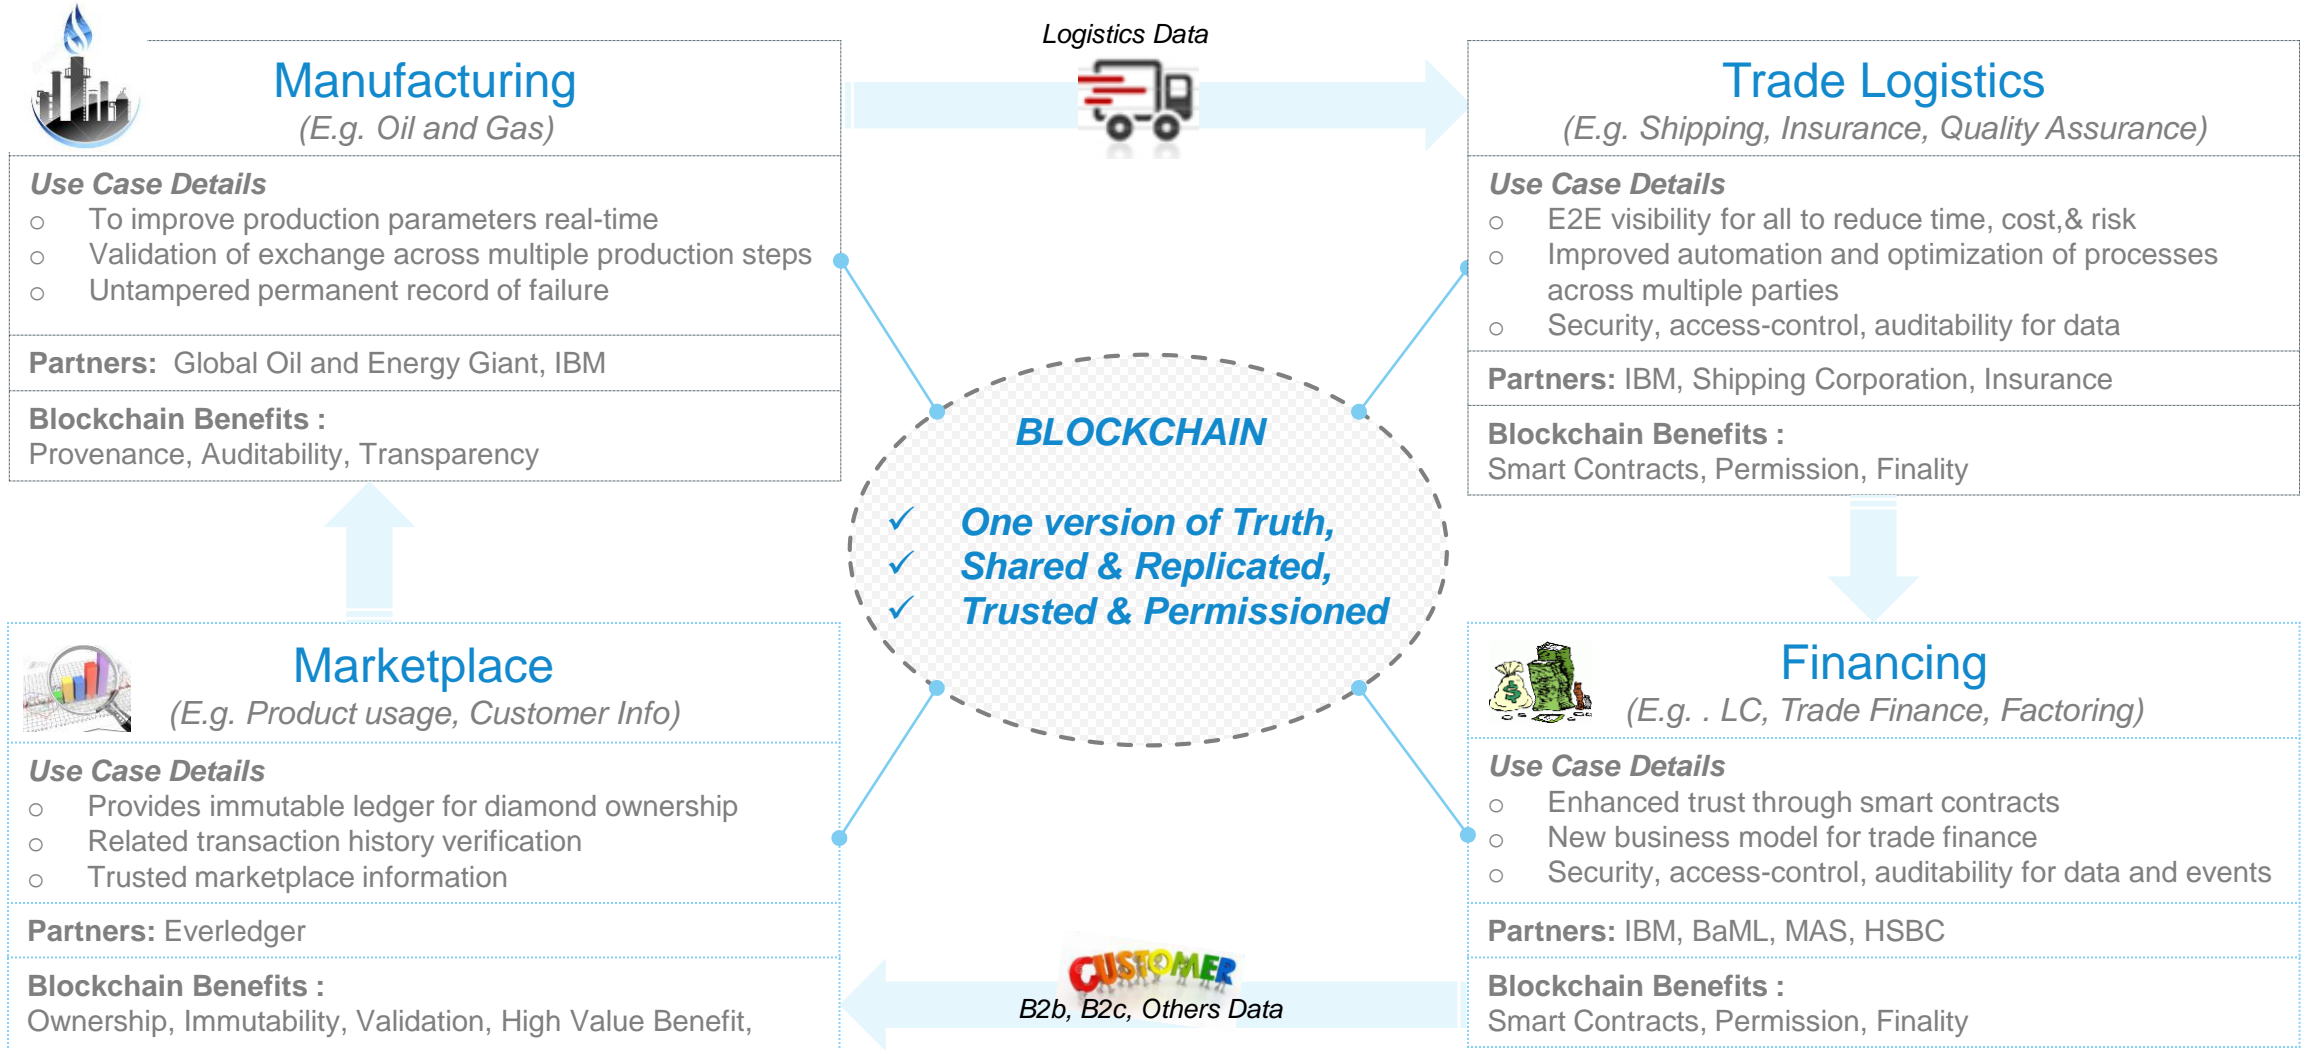 Logistics Data
Manufacturing
(E.g. Oil and Gas)
Use Case Details
o To improve production parameters real-time
o Validation of exchange across multiple production steps
o Untampered permanent record of failure
Partners: Global Oil and Energy Giant, IBM
Blockchain Benefits :
Provenance, Auditability, Transparency
Trade Logistics
(E.g. Shipping, Insurance, Quality Assurance)
Use Case Details
o E2E visibility for all to reduce time, cost,& risk
o Improved automation and optimization of processes
across multiple parties
o Security, access-control, auditability for data
Partners: IBM, Shipping Corporation, Insurance
Blockchain Benefits :
Smart Contracts, Permission, Finality
BLOCKCHAIN
✓ One version of Truth,
✓ Shared & Replicated,
✓ Trusted & Permissioned
Marketplace
(E.g. Product usage, Customer Info)
Use Case Details
o Provides immutable ledger for diamond ownership
o Related transaction history verification
o Trusted marketplace information
Partners: Everledger
Blockchain Benefits :
Ownership, Immutability, Validation, High Value Benefit,
Financing
(E.g. . LC, Trade Finance, Factoring)
Use Case Details
o Enhanced trust through smart contracts
o New business model for trade finance
o Security, access-control, auditability for data and events
Partners: IBM, BaML, MAS, HSBC
Blockchain Benefits :
Smart Contracts, Permission, Finality
CUSTOMER
B2b, B2c, Others Data
$